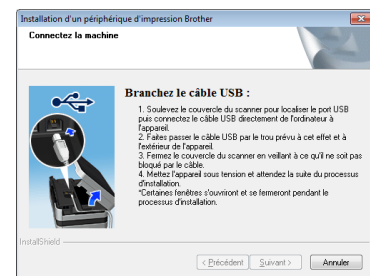 Installation d'un périphérique d'impression Brother
Connectez la machine
Branchez le câble USB :
1. Soulevez le couvercle du scanner pour localiser le port USB
puis connectez le câble USB directement de l'ordinateur à
l'appareil.
2. Faites passer le câble USB par le trou prévu à cet effet et à
l'extérieur de l'appareil.
3. Fermez le couvercle du scanner en veillant à ce qu'il ne soit pas
bloqué par le câble.
4. Mettez l'appareil sous tension et attendez la suite du processus
d'installation.
*Certaines fenêtres s'ouvriront et se fermeront pendant le
processus d'installation.
InstallShield
< Précédent
Suivant >
Annuler